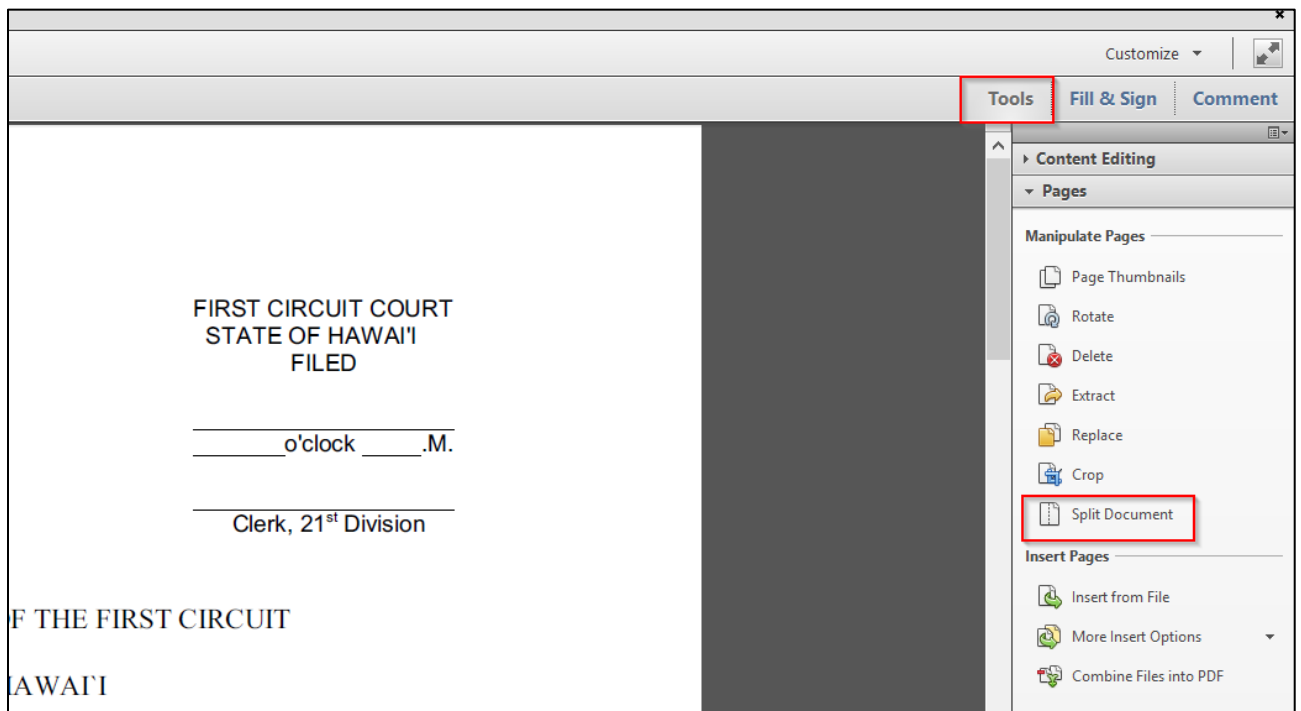 Customize
Tools Fill & Sign Comment
Content Editing
Pages
Manipulate Pages
Page Thumbnails
Rotate
Delete
Extract
Replace
Crop
Split Document
Insert Pages
Insert from File
More Insert Options
Combine Files into PDF
FIRST CIRCUIT COURT
STATE OF HAWAI'I
FILED
_______o'clock _____.M.
Clerk, 21st Division
F THE FIRST CIRCUIT
AWAI`I